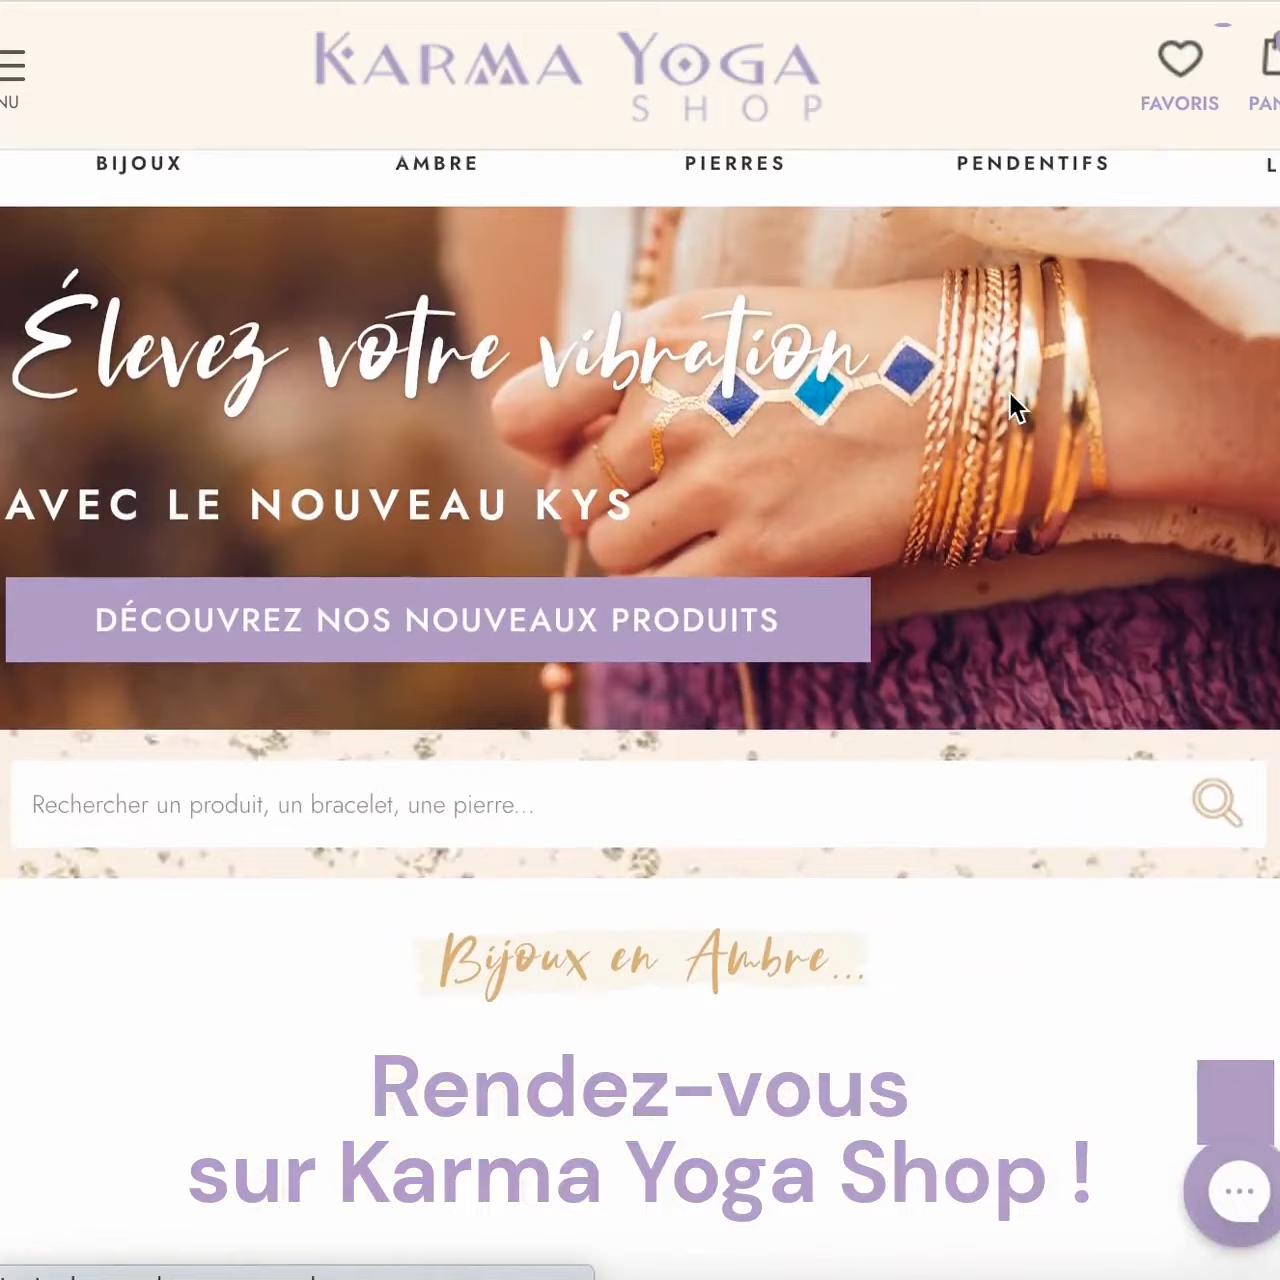 KARMA YOGA
SHOP
FAVORIS
BIJOUX AMBRE PIERRES PENDENTIFS
Élevez votre vibration
AVEC LE NOUVEAU KYS
DÉCOUVREZ NOS NOUVEAUX PRODUITS
Rechercher un produit, un bracelet, une pierre...
Bijoux en Ambre...
Rendez-vous
sur Karma Yoga Shop !